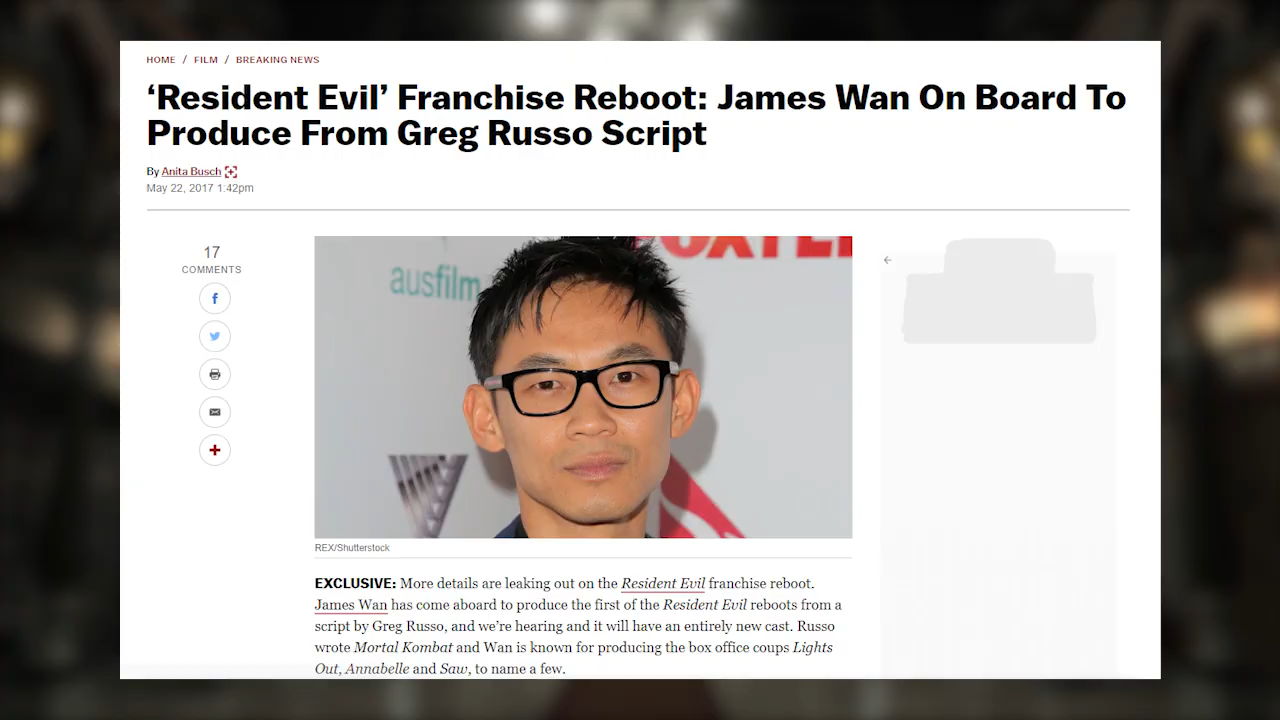 HOME / FILM / BREAKING NEWS
‘Resident Evil’ Franchise Reboot: James Wan On Board To
Produce From Greg Russo Script
By Anita Busch
May 22, 2017 1:42pm
17
COMMENTS
ausfilm
REX/Shutterstock
EXCLUSIVE: More details are leaking out on the Resident Evil franchise reboot.
James Wan has come aboard to produce the first of the Resident Evil reboots from a
script by Greg Russo, and we’re hearing and it will have an entirely new cast. Russo
wrote Mortal Kombat and Wan is known for producing the box office coups Lights
Out, Annabelle and Saw, to name a few.